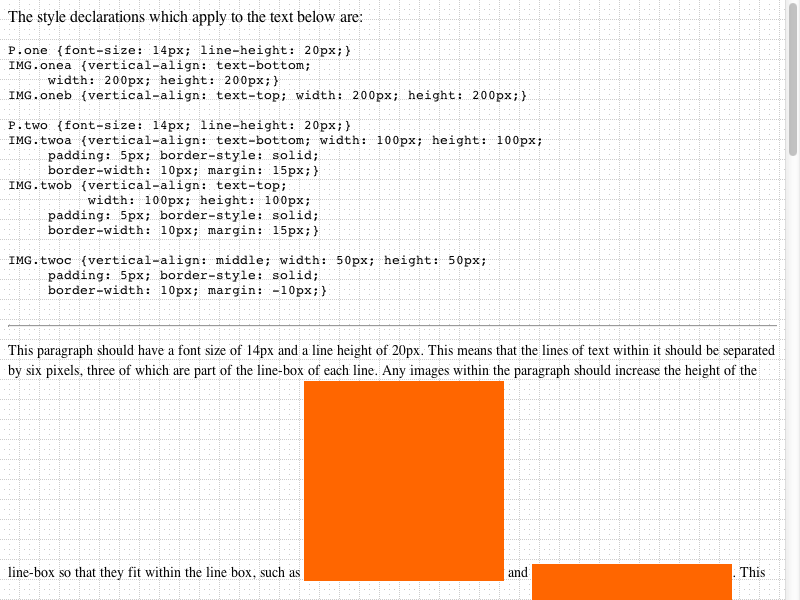 The style declarations which apply to the text below are:
P.one {font-size: 14px; line-height: 20px;}
IMG.onea {vertical-align: text-bottom;
width: 200px; height: 200px;}
IMG.oneb {vertical-align: text-top; width: 200px; height: 200px;}
P.two {font-size: 14px; line-height: 20px;}
IMG.twoa {vertical-align: text-bottom; width: 100px; height: 100px;
padding: 5px; border-style: solid;
border-width: 10px; margin: 15px;}
IMG.twob {vertical-align: text-top;
width: 100px; height: 100px;
padding: 5px; border-style: solid;
border-width: 10px; margin: 15px;}
IMG.twoc {vertical-align: middle; width: 50px; height: 50px;
padding: 5px; border-style: solid;
border-width: 10px; margin: -10px;}
This paragraph should have a font size of 14px and a line height of 20px. This means that the lines of text within it should be separated
by six pixels, three of which are part of the line-box of each line. Any images within the paragraph should increase the height of the
line-box so that they fit within the line box, such as and . This